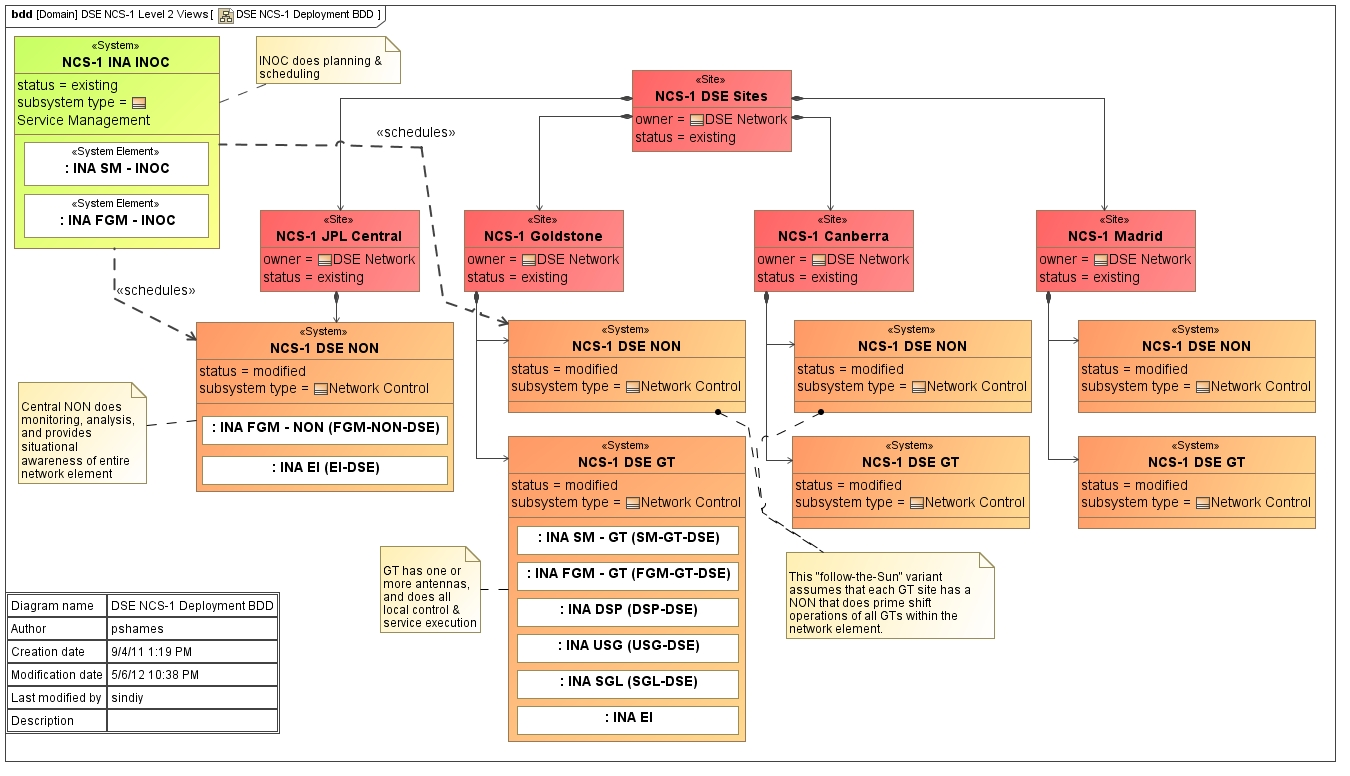 bdd [Domain] DSE NCS-1 Level 2 Views [ DSE NCS-1 Deployment BDD ]
«System»
NCS-1 INA INOC
status = existing
subsystem type =
Service Management
«System Element»
: INA SM - INOC
«System Element»
: INA FGM - INOC
INOC does planning &
scheduling
«schedules»
«schedules»
«Site»
NCS-1 DSE Sites
owner = DSE Network
status = existing
«Site»
NCS-1 JPL Central
owner = DSE Network
status = existing
«Site»
NCS-1 Goldstone
owner = DSE Network
status = existing
«Site»
NCS-1 Canberra
owner = DSE Network
status = existing
«Site»
NCS-1 Madrid
owner = DSE Network
status = existing
«System»
NCS-1 DSE NON
status = modified
subsystem type = Network Control
: INA FGM - NON (FGM-NON-DSE)
: INA EI (EI-DSE)
Central NON does
monitoring, analysis,
and provides
situational
awareness of entire
network element
«System»
NCS-1 DSE NON
status = modified
subsystem type = Network Control
«System»
NCS-1 DSE NON
status = modified
subsystem type = Network Control
«System»
NCS-1 DSE NON
status = modified
subsystem type = Network Control
«System»
NCS-1 DSE GT
status = modified
subsystem type = Network Control
: INA SM - GT (SM-GT-DSE)
: INA FGM - GT (FGM-GT-DSE)
: INA DSP (DSP-DSE)
: INA USG (USG-DSE)
: INA SGL (SGL-DSE)
: INA EI
«System»
NCS-1 DSE GT
status = modified
subsystem type = Network Control
«System»
NCS-1 DSE GT
status = modified
subsystem type = Network Control
GT has one or
more antennas,
and does all
local control &
service execution
This "follow-the-Sun" variant
assumes that each GT site has a
NON that does prime shift
operations of all GTs within the
network element.
Diagram name DSE NCS-1 Deployment BDD
Author pshames
Creation date 9/4/11 1:19 PM
Modification date 5/6/12 10:38 PM
Last modified by sindiy
Description